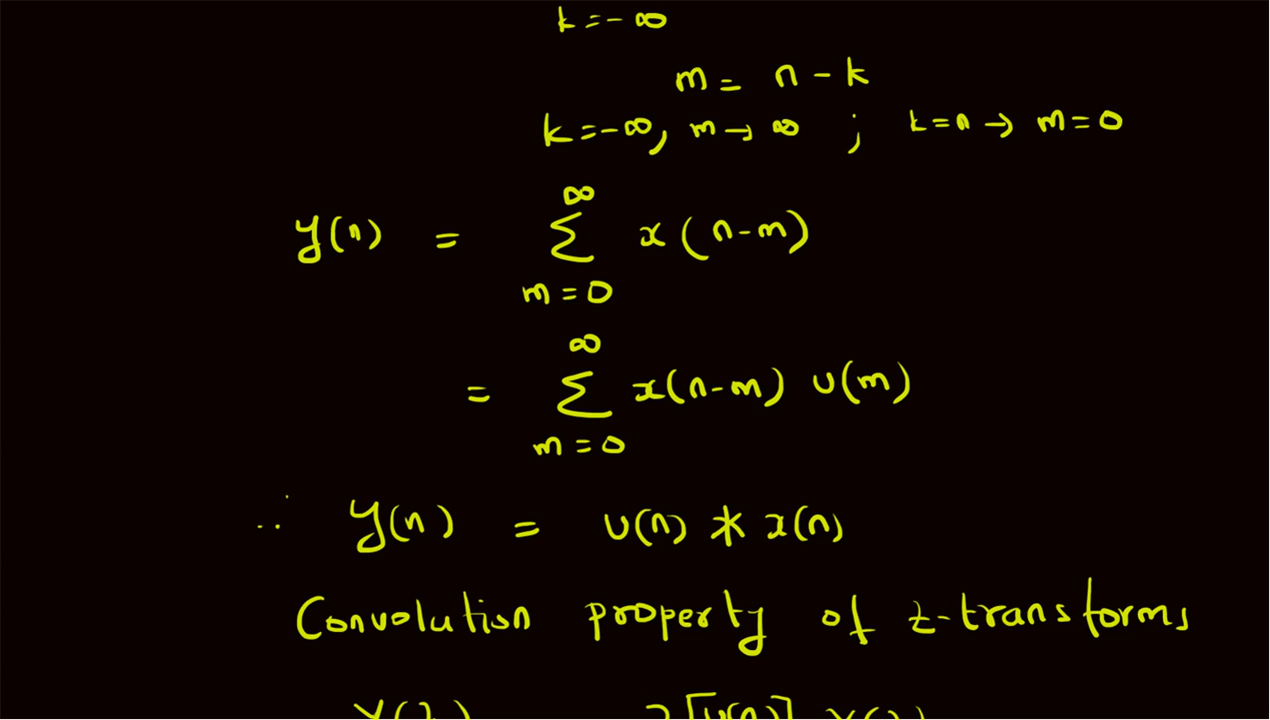 k = -∞
m = n - k
k = -∞, m → ∞ ; k = n → m = 0
∞
y(n) = Σ x(n-m)
m = 0
∞
= Σ x(n-m) u(m)
m = 0
∴ y(n) = u(n) * x(n)
Convolution property of z-transforms